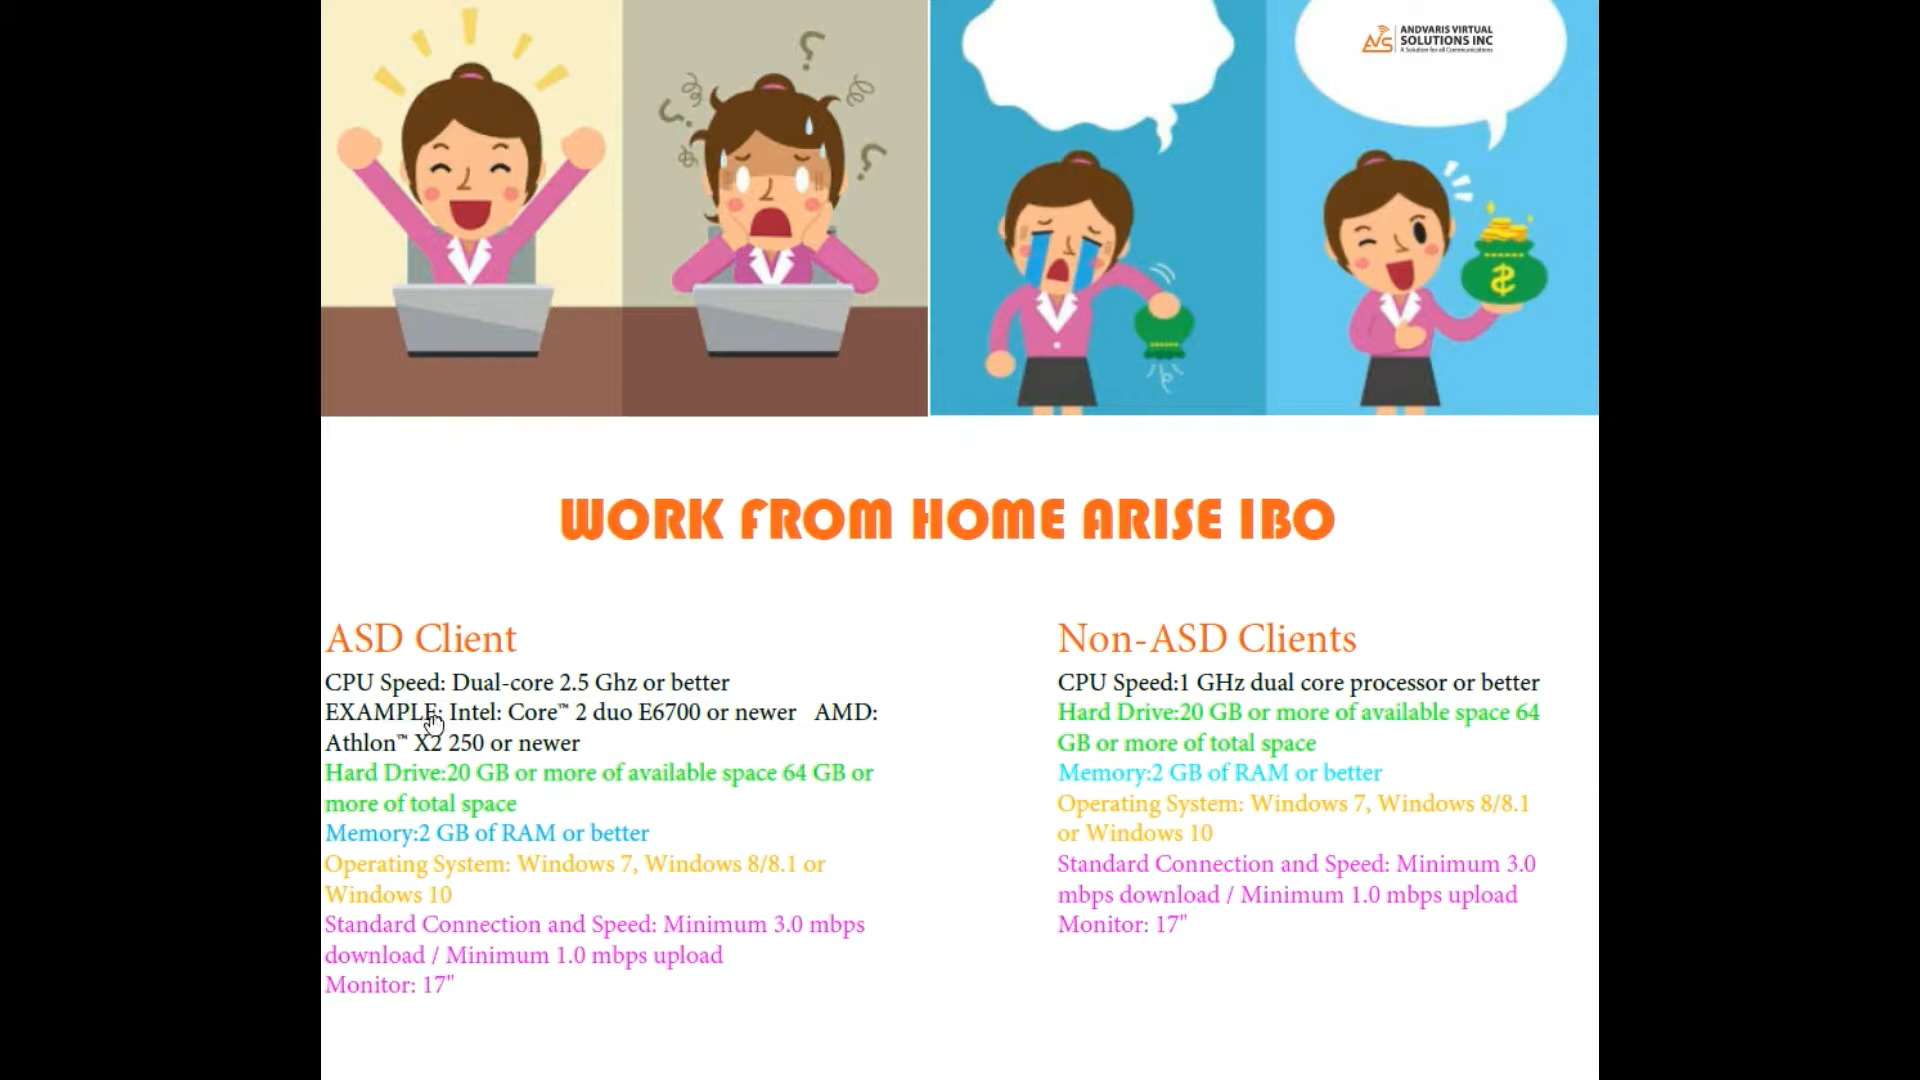 ANDVARIS VIRTUAL
SOLUTIONS INC
A Solution for all Communications
WORK FROM HOME ARISE IBO
ASD Client
CPU Speed: Dual-core 2.5 Ghz or better
EXAMPLE: Intel: Core™ 2 duo E6700 or newer AMD:
Athlon™ X2 250 or newer
Hard Drive:20 GB or more of available space 64 GB or
more of total space
Memory:2 GB of RAM or better
Operating System: Windows 7, Windows 8/8.1 or
Windows 10
Standard Connection and Speed: Minimum 3.0 mbps
download / Minimum 1.0 mbps upload
Monitor: 17"
Non-ASD Clients
CPU Speed:1 GHz dual core processor or better
Hard Drive:20 GB or more of available space 64
GB or more of total space
Memory:2 GB of RAM or better
Operating System: Windows 7, Windows 8/8.1
or Windows 10
Standard Connection and Speed: Minimum 3.0
mbps download / Minimum 1.0 mbps upload
Monitor: 17"